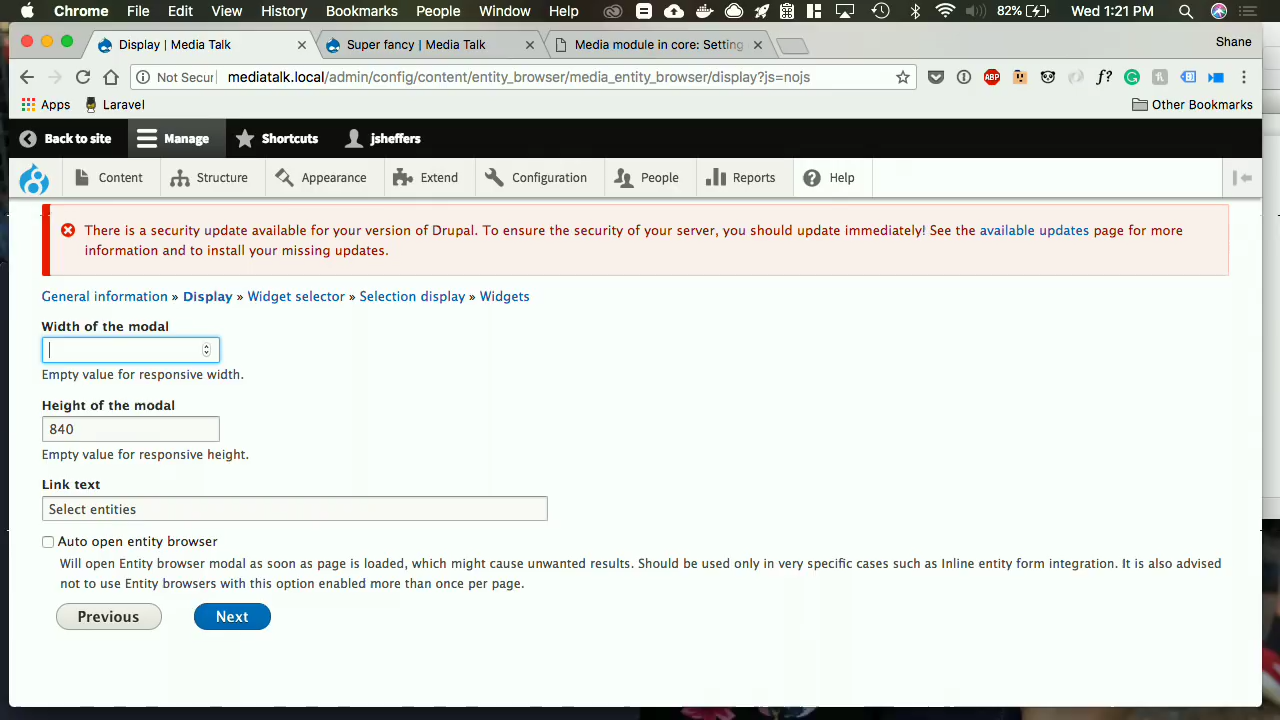 Chrome File Edit View History Bookmarks People Window Help 82% Wed 1:21 PM
Display | Media Talk Super fancy | Media Talk Media module in core: Setting Shane
Not Secur mediatalk.local/admin/config/content/entity_browser/media_entity_browser/display?js=nojs ABP f?
Apps Laravel Other Bookmarks
Back to site Manage Shortcuts jsheffers
Content Structure Appearance Extend Configuration People Reports Help
There is a security update available for your version of Drupal. To ensure the security of your server, you should update immediately! See the available updates page for more
information and to install your missing updates.
General information » Display » Widget selector » Selection display » Widgets
Width of the modal
Empty value for responsive width.
Height of the modal
840
Empty value for responsive height.
Link text
Select entities
Auto open entity browser
Will open Entity browser modal as soon as page is loaded, which might cause unwanted results. Should be used only in very specific cases such as Inline entity form integration. It is also advised
not to use Entity browsers with this option enabled more than once per page.
Previous Next